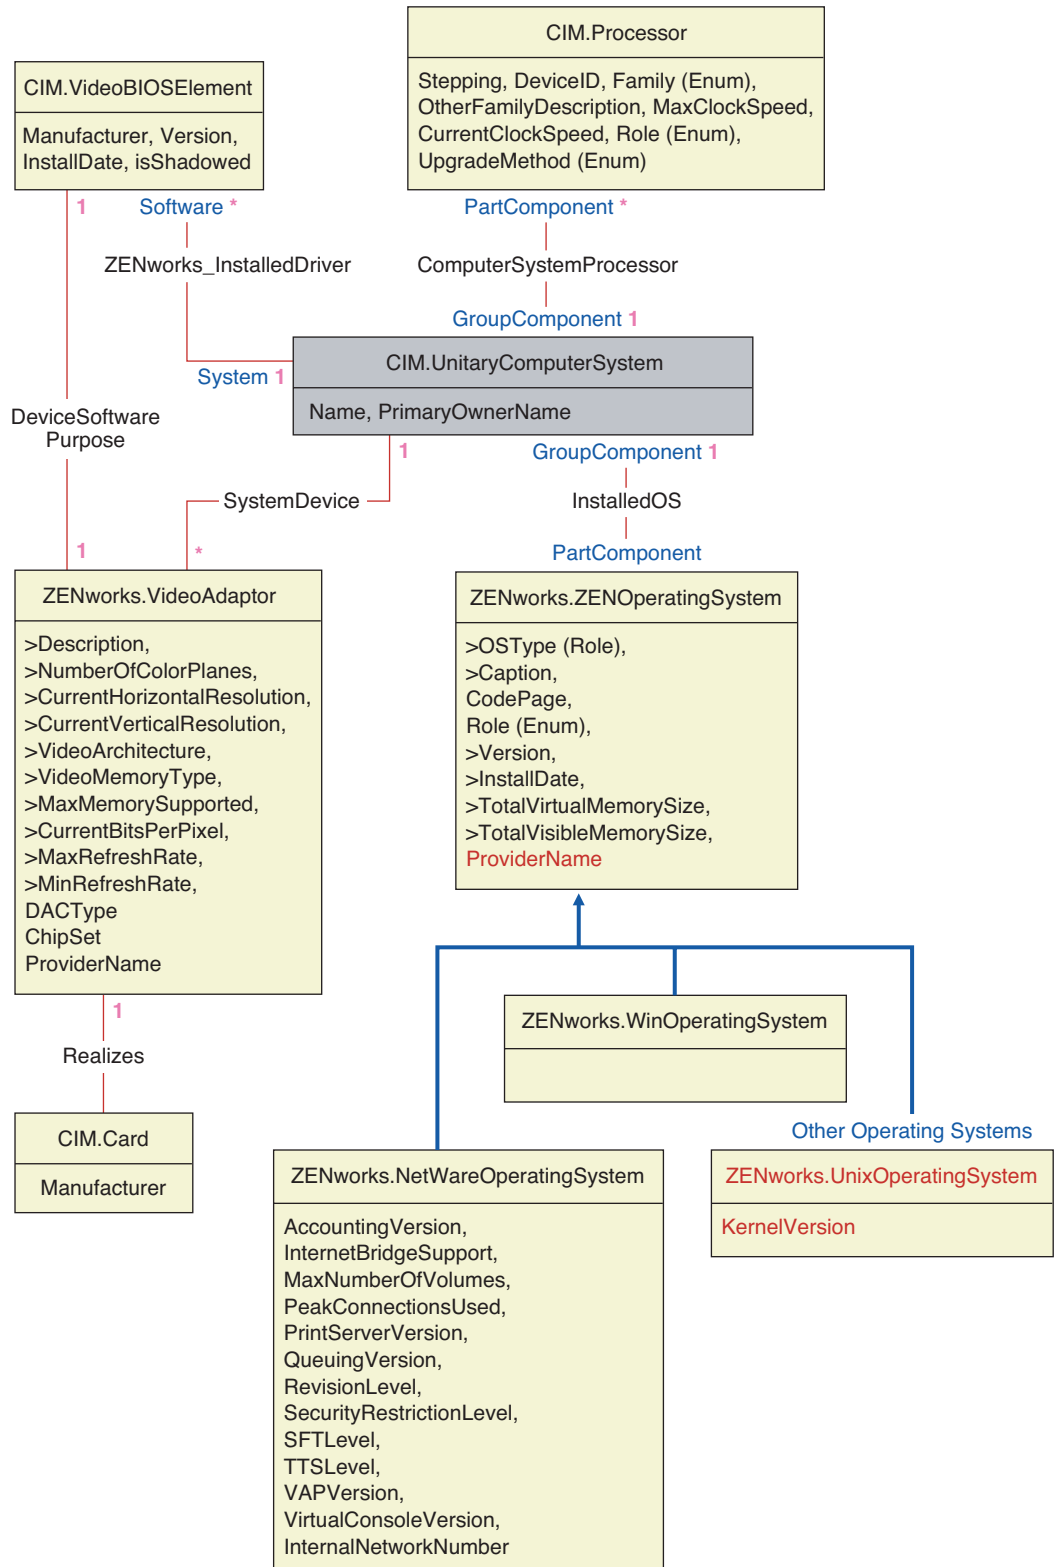 CIM.Processor
Stepping, DeviceID, Family (Enum),
OtherFamilyDescription, MaxClockSpeed,
CurrentClockSpeed, Role (Enum),
UpgradeMethod (Enum)
CIM.VideoBIOSElement
Manufacturer, Version,
InstallDate, isShadowed
1
Software *
PartComponent *
ZENworks_InstalledDriver
ComputerSystemProcessor
GroupComponent 1
System 1
CIM.UnitaryComputerSystem
Name, PrimaryOwnerName
DeviceSoftware
Purpose
1
GroupComponent 1
SystemDevice
InstalledOS
1
*
PartComponent
ZENworks.VideoAdaptor
>Description,
>NumberOfColorPlanes,
>CurrentHorizontalResolution,
>CurrentVerticalResolution,
>VideoArchitecture,
>VideoMemoryType,
>MaxMemorySupported,
>CurrentBitsPerPixel,
>MaxRefreshRate,
>MinRefreshRate,
DACType
ChipSet
ProviderName
ZENworks.ZENOperatingSystem
>OSType (Role),
>Caption,
CodePage,
Role (Enum),
>Version,
>InstallDate,
>TotalVirtualMemorySize,
>TotalVisibleMemorySize,
ProviderName
1
Realizes
CIM.Card
Manufacturer
ZENworks.WinOperatingSystem
Other Operating Systems
ZENworks.NetWareOperatingSystem
AccountingVersion,
InternetBridgeSupport,
MaxNumberOfVolumes,
PeakConnectionsUsed,
PrintServerVersion,
QueuingVersion,
RevisionLevel,
SecurityRestrictionLevel,
SFTLevel,
TTSLevel,
VAPVersion,
VirtualConsoleVersion,
InternalNetworkNumber
ZENworks.UnixOperatingSystem
KernelVersion